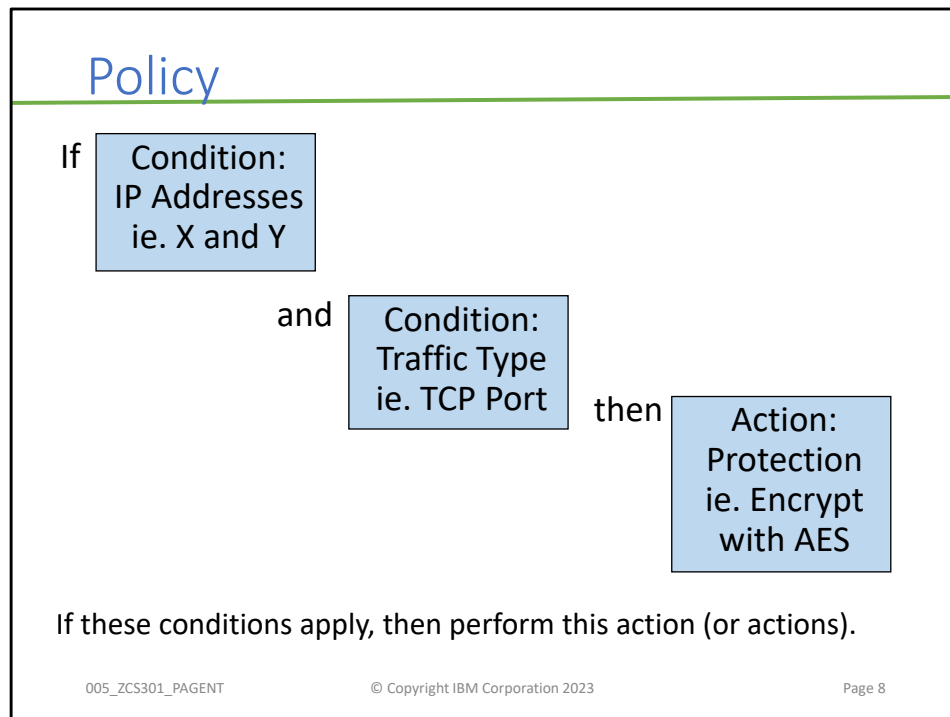 Policy
If
Condition:
IP Addresses
ie. X and Y
and
Condition:
Traffic Type
ie. TCP Port
then
Action:
Protection
ie. Encrypt
with AES
If these conditions apply, then perform this action (or actions).
005_ZCS301_PAGENT
© Copyright IBM Corporation 2023
Page 8